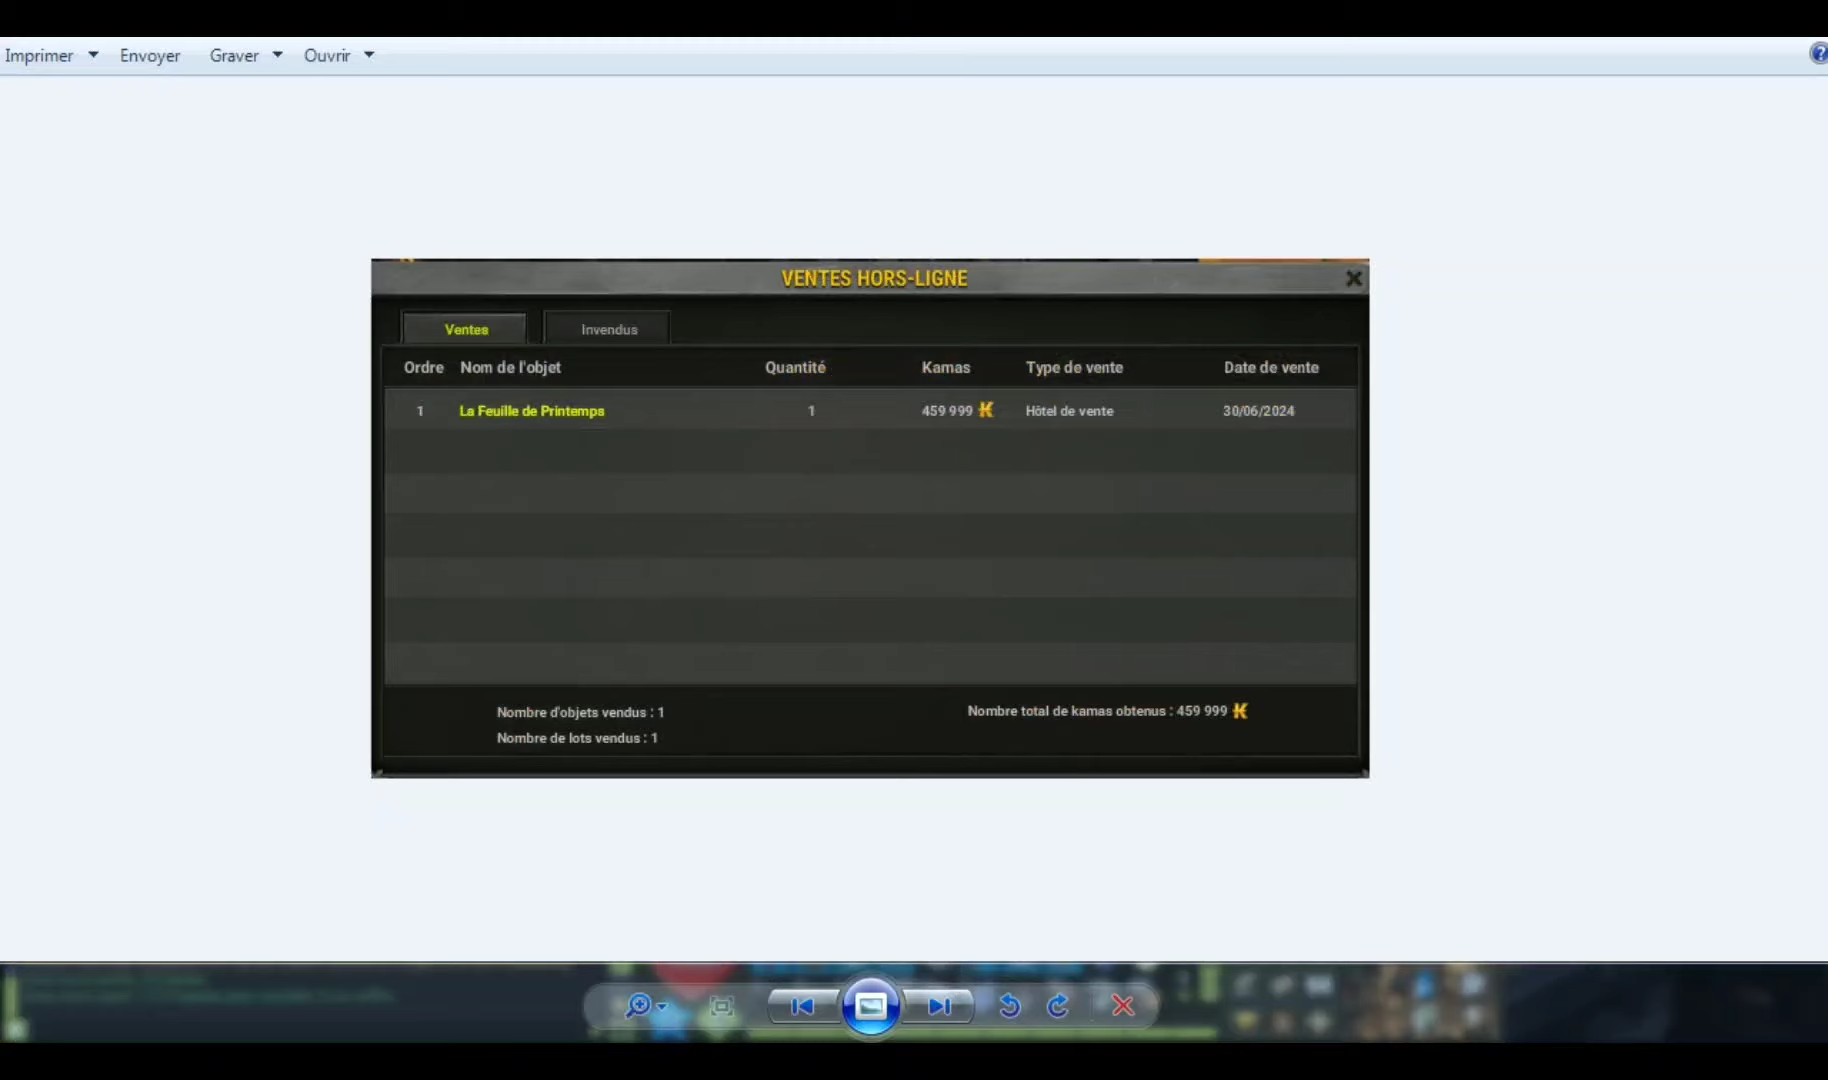 Imprimer Envoyer Graver Ouvrir
VENTES HORS-LIGNE
Ventes Invendus
Ordre Nom de l'objet Quantité Kamas Type de vente Date de vente
1 La Feuille de Printemps 1 459 999 Hôtel de vente 30/06/2024
Nombre d'objets vendus : 1 Nombre total de kamas obtenus : 459 999
Nombre de lots vendus : 1